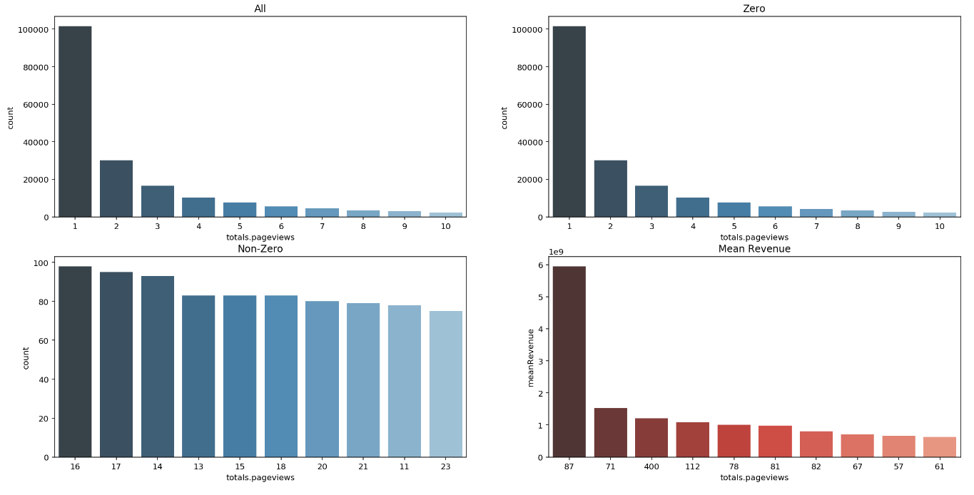 All
100000
80000
60000
40000
20000
0
count
1 2 3 4 5 6 7 8 9 10
totals.pageviews
Zero
100000
80000
60000
40000
20000
0
count
1 2 3 4 5 6 7 8 9 10
totals.pageviews
Non-Zero
100
80
60
40
20
0
count
16 17 14 13 15 18 20 21 11 23
totals.pageviews
Mean Revenue
1e9
6
5
4
3
2
1
0
meanRevenue
87 71 400 112 78 81 82 67 57 61
totals.pageviews